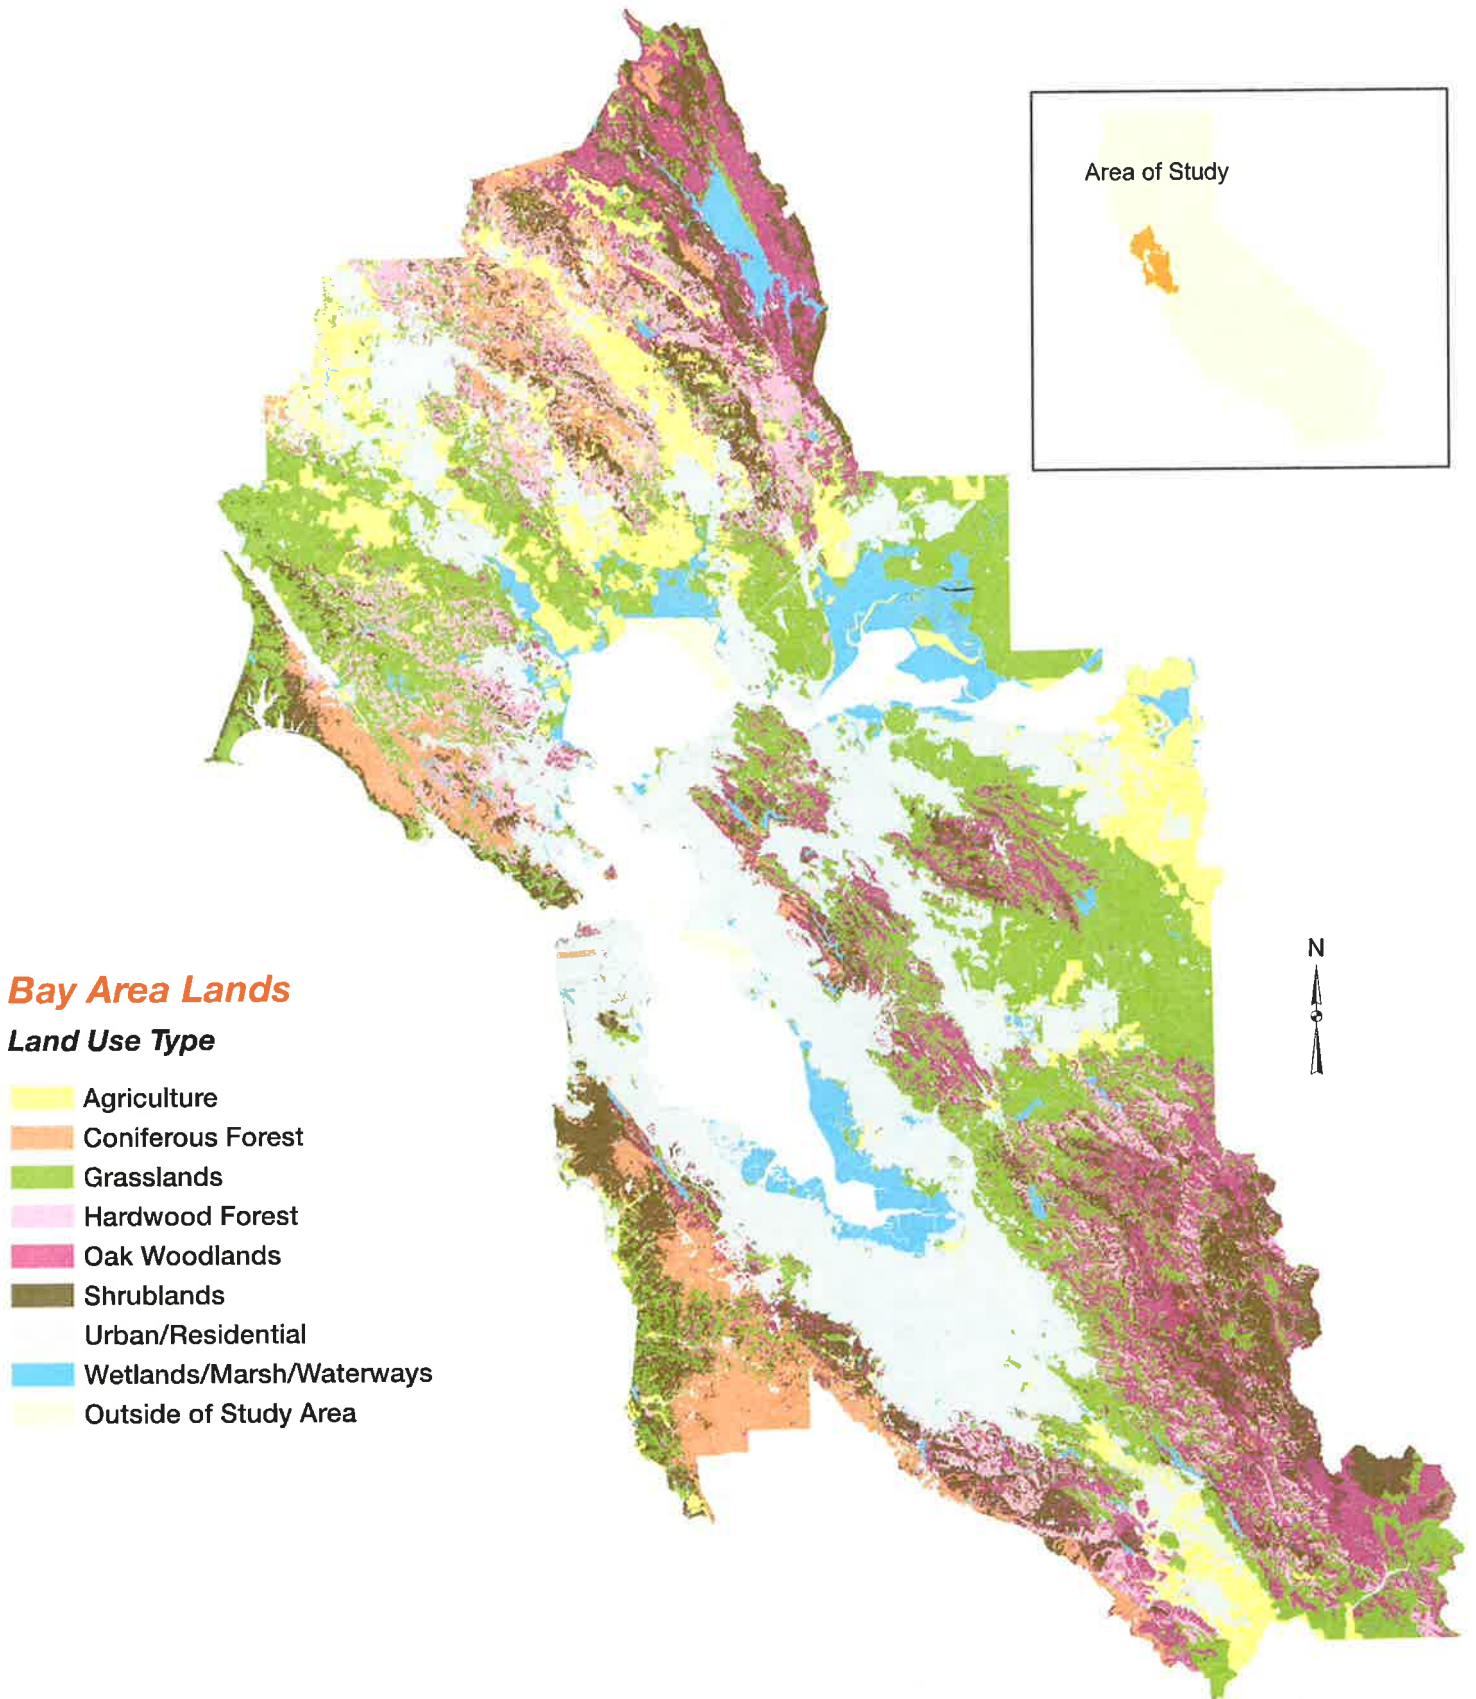 Area of Study
N
Bay Area Lands
Land Use Type
Agriculture
Coniferous Forest
Grasslands
Hardwood Forest
Oak Woodlands
Shrublands
Urban/Residential
Wetlands/Marsh/Waterways
Outside of Study Area